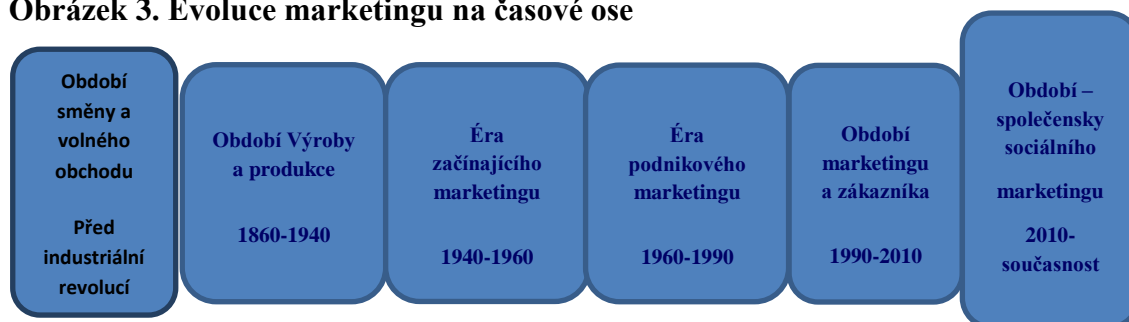 Obrázek 3. Evoluce marketingu na časové ose
Období
směny a
volného
obchodu
Před
industriální
revolucí
Období Výroby
a produkce
1860-1940
Éra
začínajícího
marketingu
1940-1960
Éra
podnikového
marketingu
1960-1990
Období
marketingu
a zákazníka
1990-2010
Období –
společensky
sociálního
marketingu
2010-
současnost